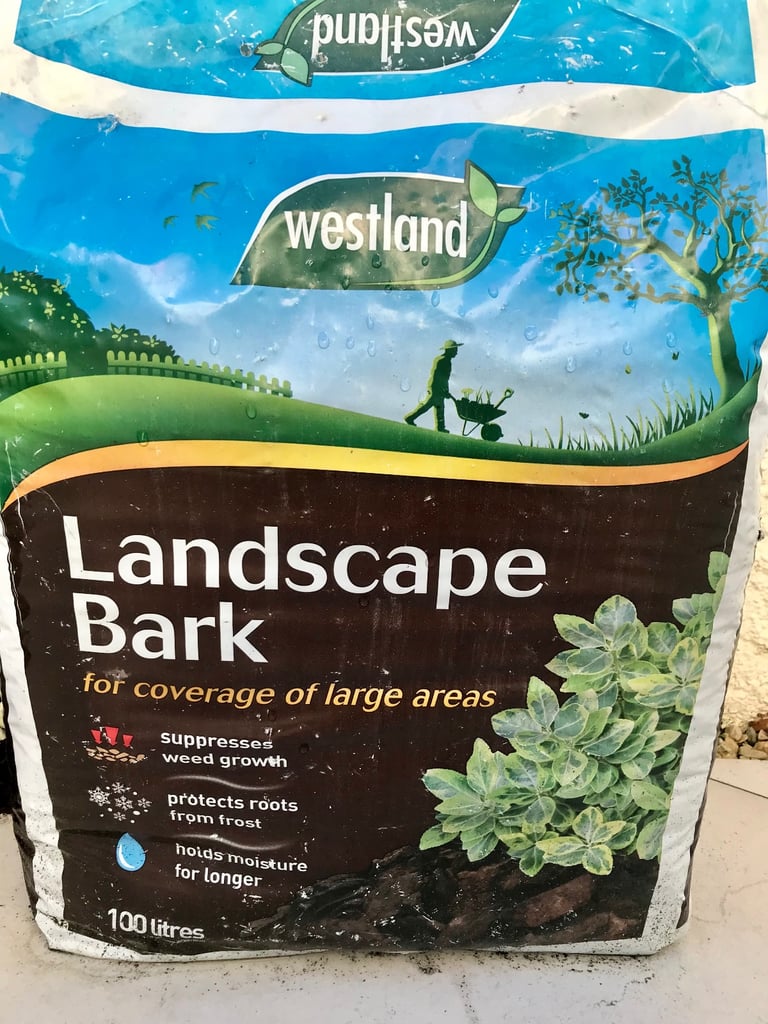 westland
westland
Landscape
Bark
for coverage of large areas
suppresses
weed growth
protects roots
from frost
holds moisture
for longer
100 litres